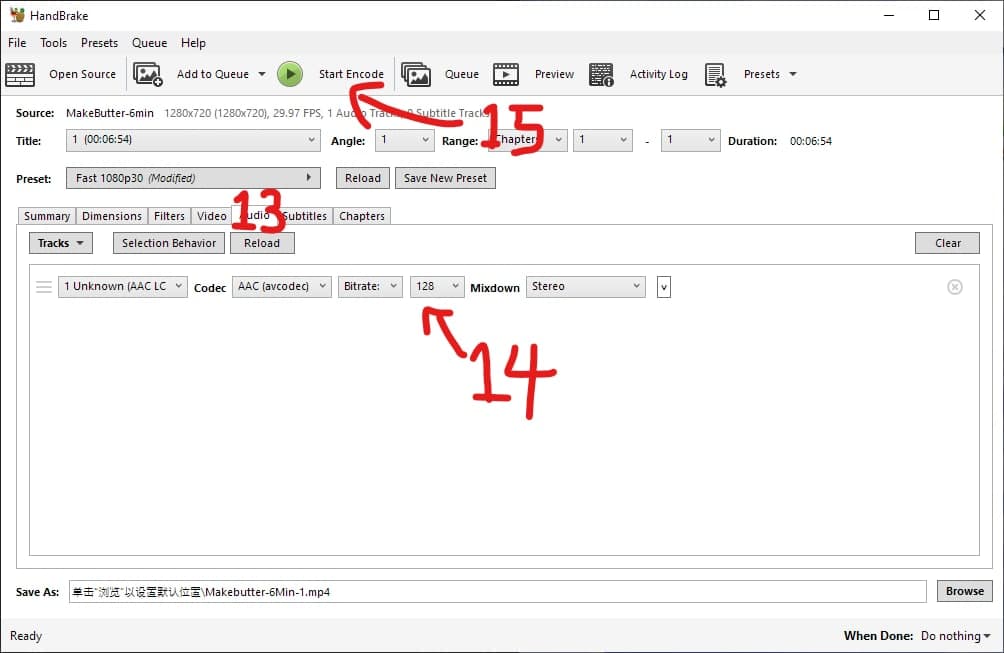 HandBrake
File Tools Presets Queue Help
Open Source Add to Queue Start Encode Queue Preview Activity Log Presets
Source: MakeButter-6min 1280x720 (1280x720), 29.97 FPS, 1 Audio Track, 0 Subtitle Tracks
15
Title: 1 (00:06:54) Angle: 1 Range: Chapters 1 - 1 Duration: 00:06:54
Preset: Fast 1080p30 (Modified) Reload Save New Preset
13
Summary Dimensions Filters Video Audio Subtitles Chapters
Tracks Selection Behavior Reload Clear
1 Unknown (AAC LC Codec AAC (avcodec) Bitrate: 128 Mixdown Stereo v
14
Save As: 单击"浏览"以设置默认位置\Makebutter-6Min-1.mp4 Browse
Ready When Done: Do nothing